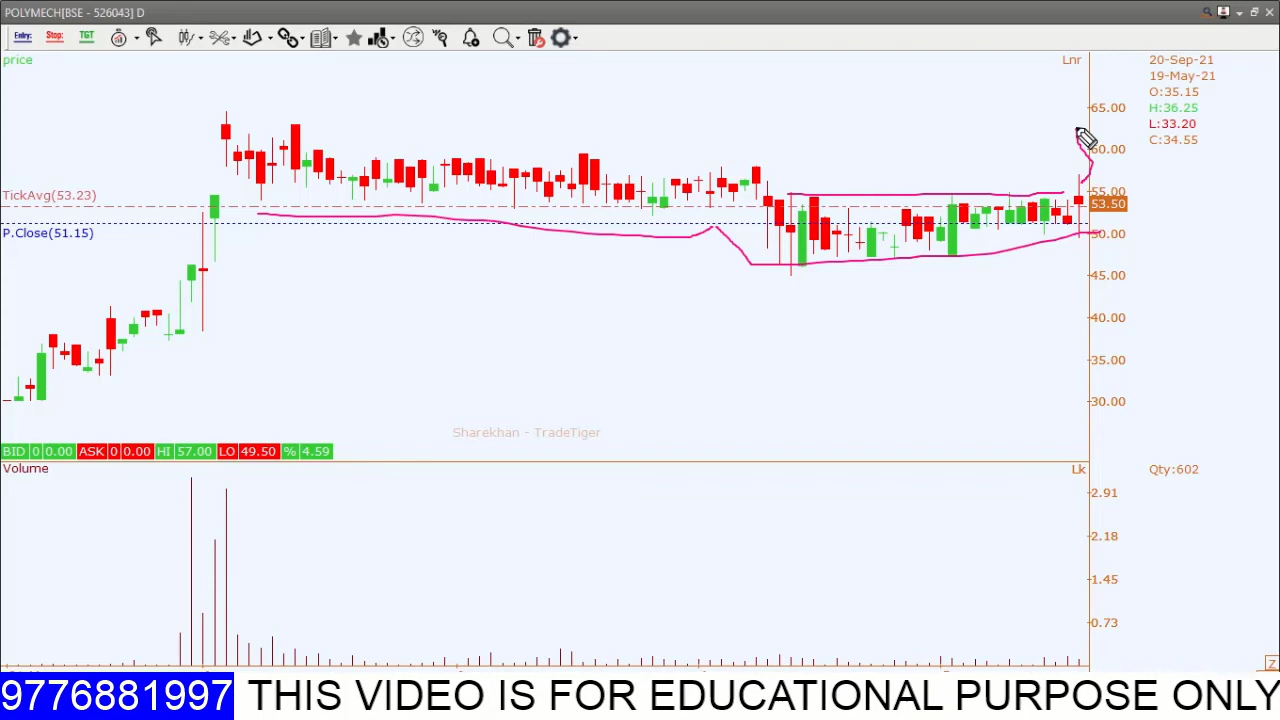 POLYMECH[BSE - 526043] D
Entry: Stop: TGT
price
Lnr
20-Sep-21
19-May-21
O:35.15
H:36.25
L:33.20
C:34.55
65.00
60.00
55.00
TickAvg(53.23)
53.50
P.Close(51.15)
50.00
45.00
40.00
35.00
30.00
Sharekhan - TradeTiger
BID 0 0.00 ASK 0 0.00 HI 57.00 LO 49.50 % 4.59
Volume
Lk
Qty:602
2.91
2.18
1.45
0.73
Z
9776881997 THIS VIDEO IS FOR EDUCATIONAL PURPOSE ONLY